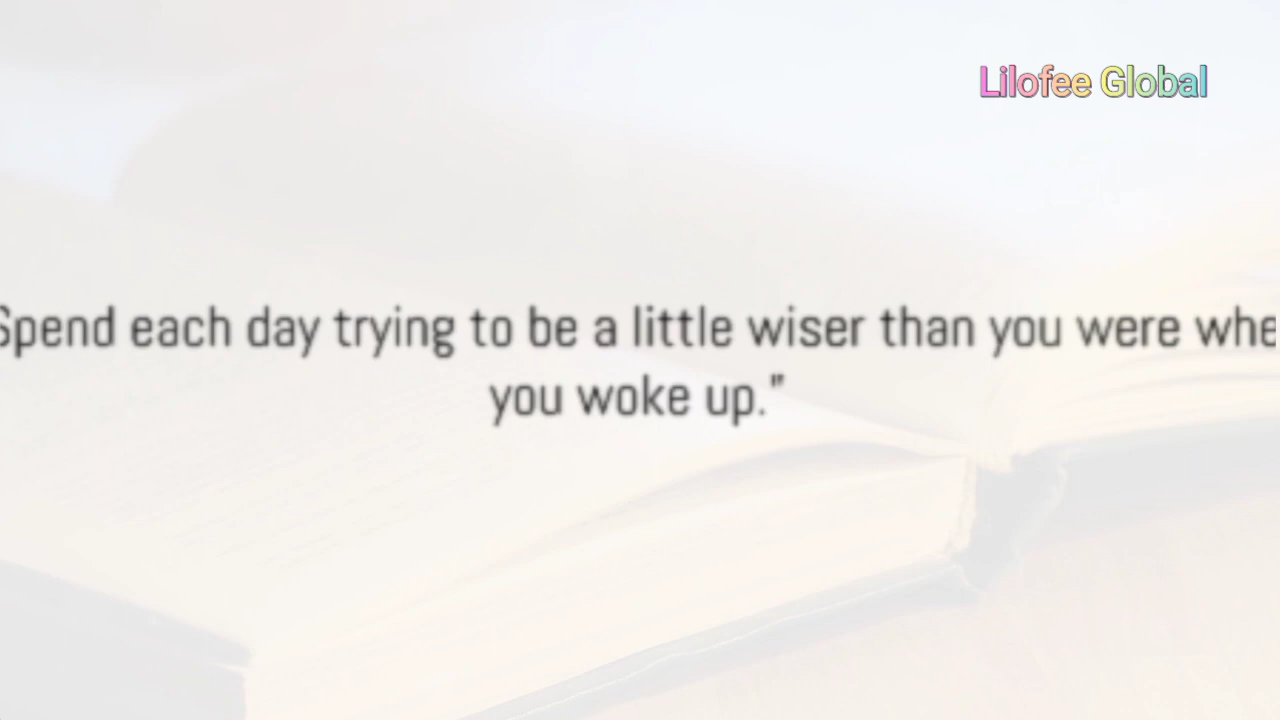 Lilofee Global
Spend each day trying to be a little wiser than you were whe
you woke up."